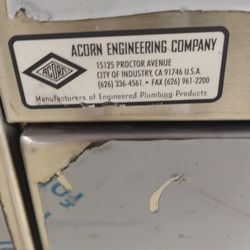 ACORN ENGINEERING COMPANY
ACORN
15125 PROCTOR AVENUE
CITY OF INDUSTRY, CA 91746 U.S.A.
(626) 336-4561 • FAX (626) 961-2200
Manufacturers of Engineered Plumbing Products